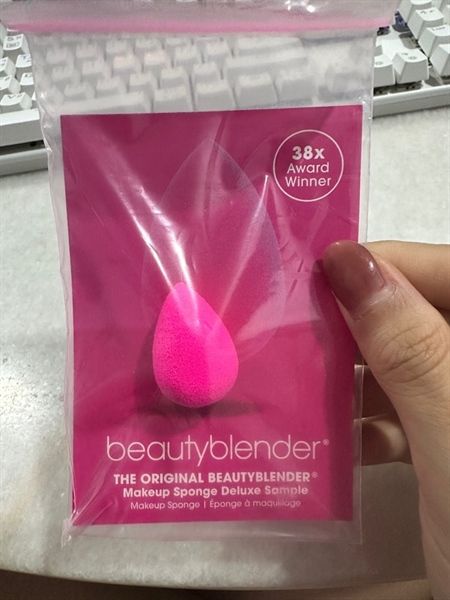 38x
Award
Winner
beautyblender®
THE ORIGINAL BEAUTYBLENDER®
Makeup Sponge Deluxe Sample
Makeup Sponge | Éponge à maquillage